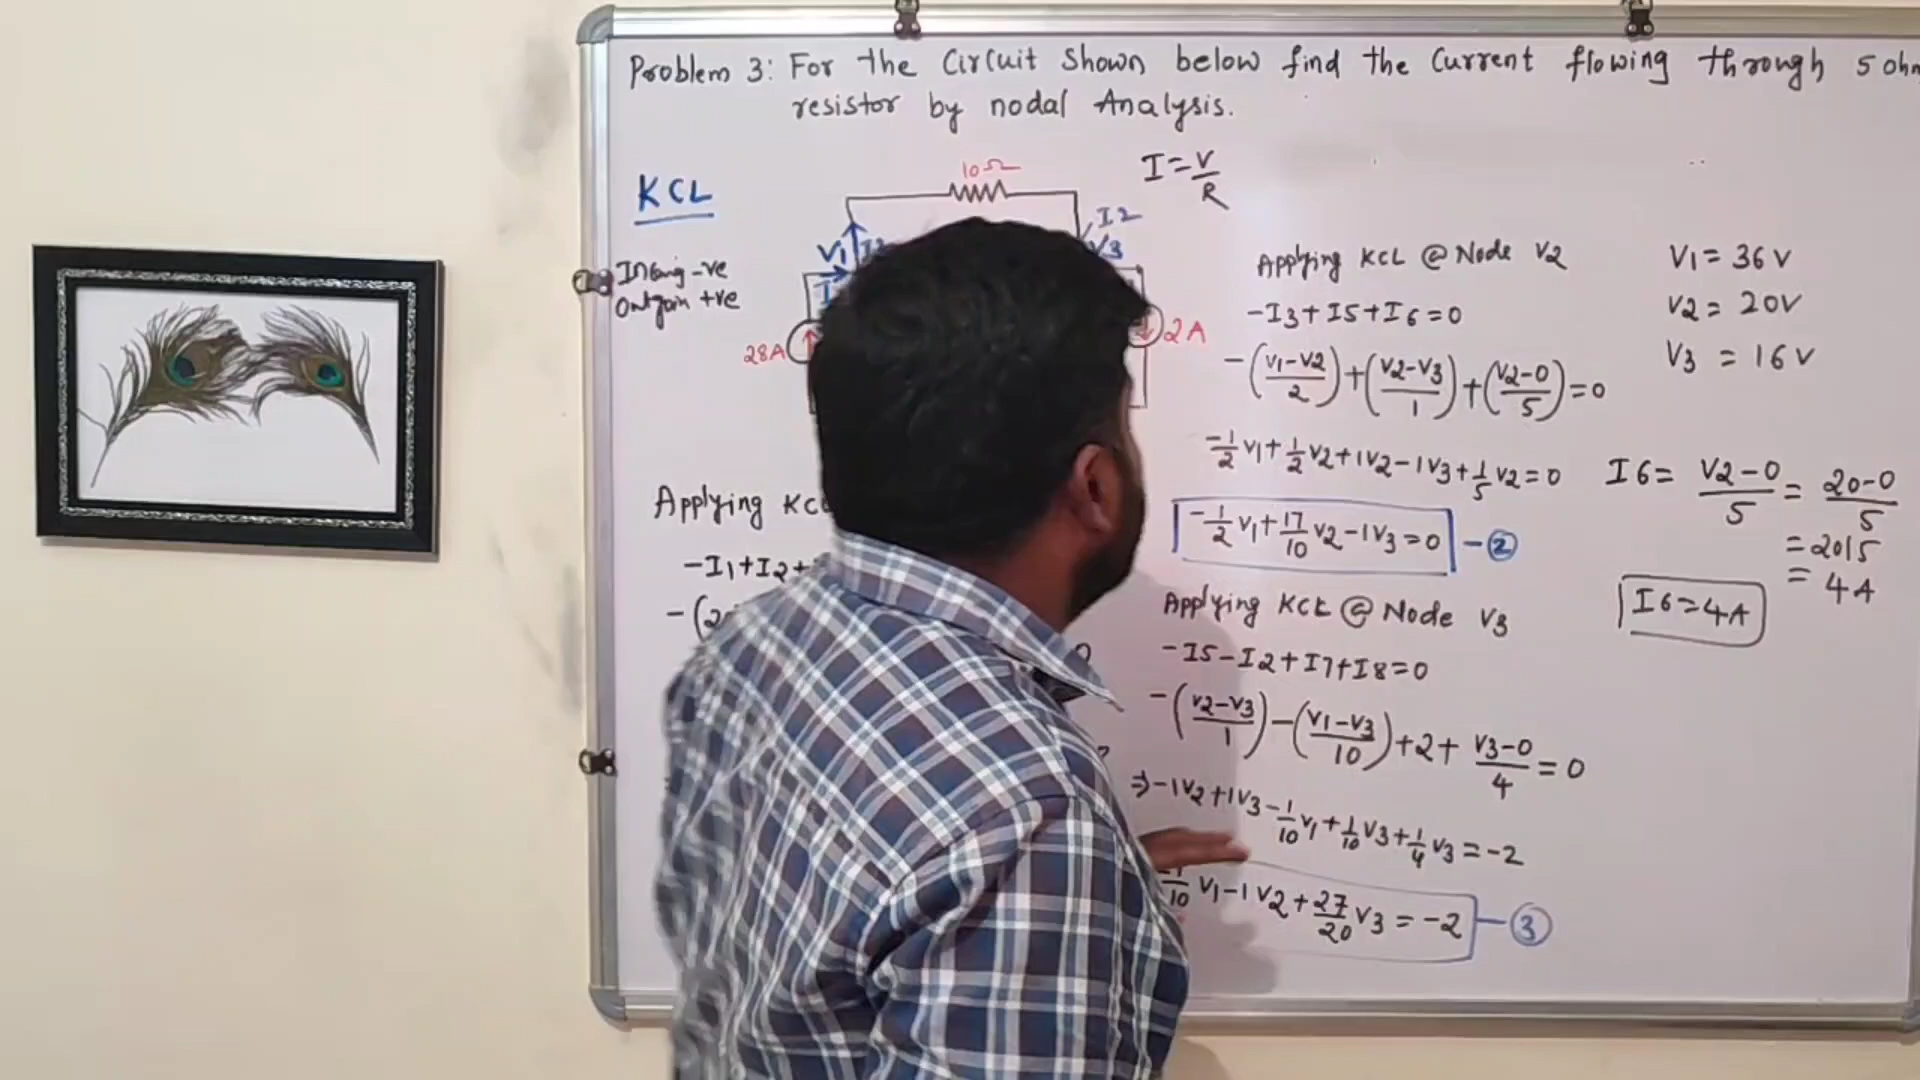 Problem 3: For the Circuit Shown below find the Current flowing through 5 ohm
resistor by nodal Analysis.
KCL
Outgoin +ve
10Ω
I=V/R
I2
V1
V3
28A
2A
Applying KCL
-I1+I2+
Applying KCL @ Node V2
-I3+I5+I6=0
-((V1-V2)/2)+((V2-V3)/1)+((V2-0)/5)=0
-1/2 V1+1/2 V2+1V2-1V3+1/5 V2=0
-1/2 V1+17/10 V2-1V3=0 -②
Applying KCL @ Node V3
-I5-I2+I7+I8=0
-((V2-V3)/1)-((V1-V3)/10)+2+(V3-0)/4=0
⇒-1V2+1V3-1/10 V1+1/10 V3+1/4 V3=-2
-1/10 V1-1V2+27/20 V3=-2 -③
V1= 36V
V2= 20V
V3 = 16V
I6= (V2-0)/5 = (20-0)/5
=20/5
= 4A
I6=4A